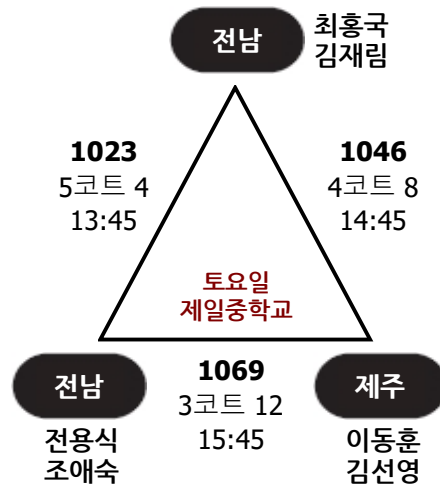 전남
최홍국
김재림
1023
5코트 4
13:45
1046
4코트 8
14:45
토요일
제일중학교
전남
전용식
조애숙
1069
3코트 12
15:45
제주
이동훈
김선영